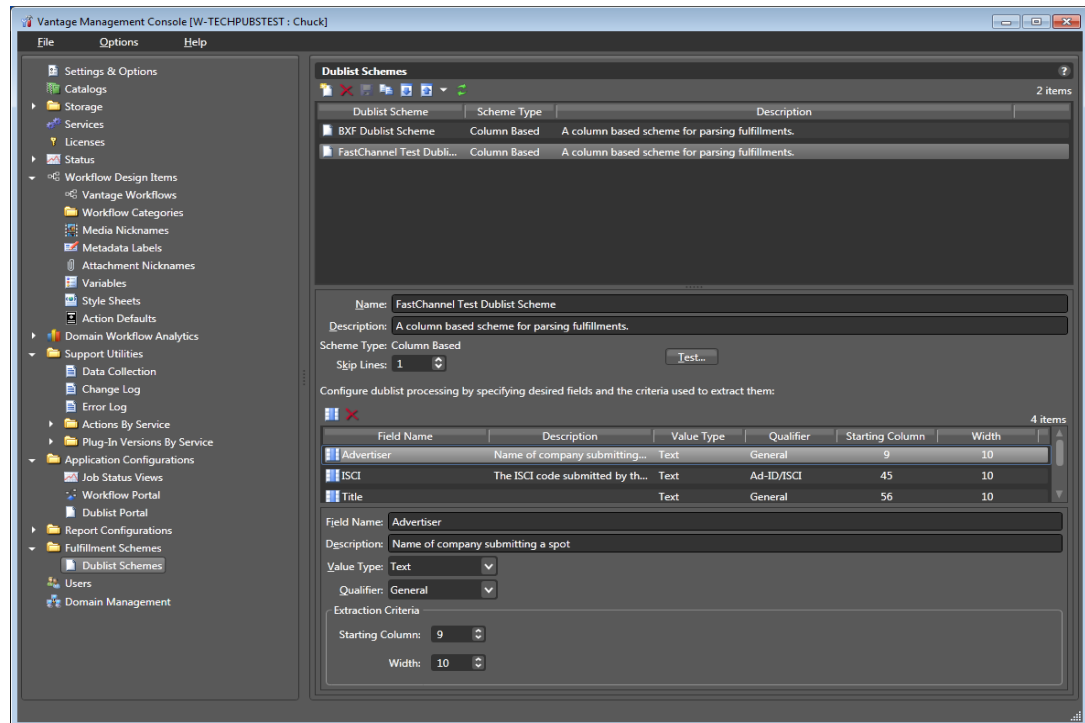 Vantage Management Console [W-TECHPUBSTEST : Chuck]
File Options Help
Settings & Options
Catalogs
Storage
Services
Licenses
Status
Workflow Design Items
Vantage Workflows
Workflow Categories
Media Nicknames
Metadata Labels
Attachment Nicknames
Variables
Style Sheets
Action Defaults
Domain Workflow Analytics
Support Utilities
Data Collection
Change Log
Error Log
Actions By Service
Plug-In Versions By Service
Application Configurations
Job Status Views
Workflow Portal
Dublist Portal
Report Configurations
Fulfillment Schemes
Dublist Schemes
Users
Domain Management
Dublist Schemes ?
2 items
Dublist Scheme Scheme Type Description
BXF Dublist Scheme Column Based A column based scheme for parsing fulfillments.
FastChannel Test Dubli... Column Based A column based scheme for parsing fulfillments.
Name: FastChannel Test Dublist Scheme
Description: A column based scheme for parsing fulfillments.
Scheme Type: Column Based
Skip Lines: 1 Test...
Configure dublist processing by specifying desired fields and the criteria used to extract them:
4 items
Field Name Description Value Type Qualifier Starting Column Width
Advertiser Name of company submitting... Text General 9 10
ISCI The ISCI code submitted by th... Text Ad-ID/ISCI 45 10
Title Text General 56 10
Field Name: Advertiser
Description: Name of company submitting a spot
Value Type: Text
Qualifier: General
Extraction Criteria
Starting Column: 9
Width: 10